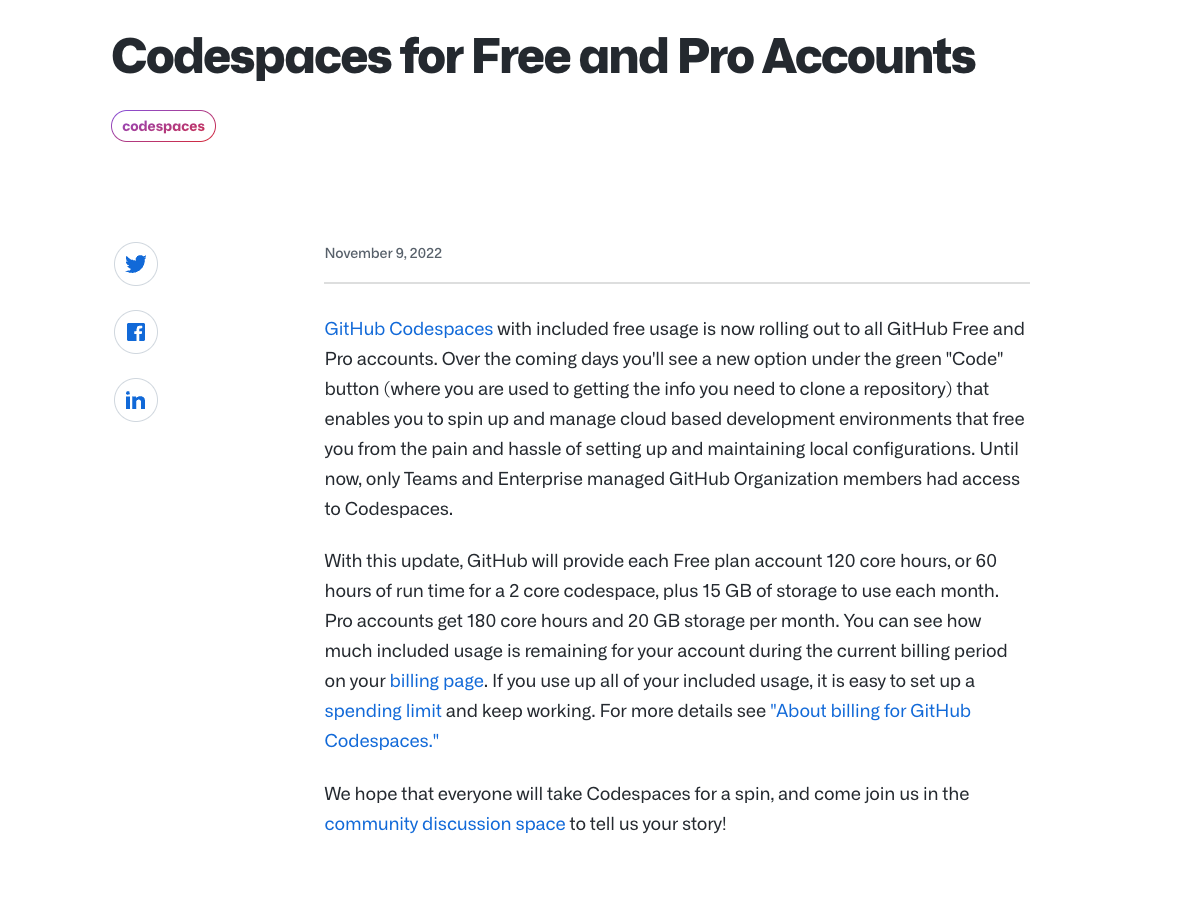 Codespaces for Free and Pro Accounts
codespaces
November 9, 2022
GitHub Codespaces with included free usage is now rolling out to all GitHub Free and
Pro accounts. Over the coming days you'll see a new option under the green "Code"
button (where you are used to getting the info you need to clone a repository) that
enables you to spin up and manage cloud based development environments that free
you from the pain and hassle of setting up and maintaining local configurations. Until
now, only Teams and Enterprise managed GitHub Organization members had access
to Codespaces.
With this update, GitHub will provide each Free plan account 120 core hours, or 60
hours of run time for a 2 core codespace, plus 15 GB of storage to use each month.
Pro accounts get 180 core hours and 20 GB storage per month. You can see how
much included usage is remaining for your account during the current billing period
on your billing page. If you use up all of your included usage, it is easy to set up a
spending limit and keep working. For more details see "About billing for GitHub
Codespaces."
We hope that everyone will take Codespaces for a spin, and come join us in the
community discussion space to tell us your story!